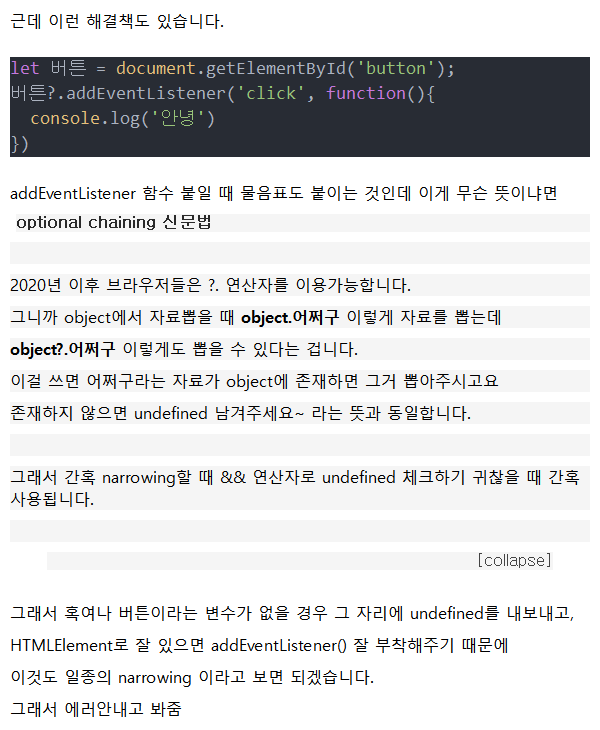 근데 이런 해결책도 있습니다.
let 버튼 = document.getElementById('button');
버튼?.addEventListener('click', function(){
  console.log('안녕')
})
addEventListener 함수 붙일 때 물음표도 붙이는 것인데 이게 무슨 뜻이냐면
optional chaining 신문법
2020년 이후 브라우저들은 ?. 연산자를 이용가능합니다.
그니까 object에서 자료뽑을 때 object.어쩌구 이렇게 자료를 뽑는데
object?.어쩌구 이렇게도 뽑을 수 있다는 겁니다.
이걸 쓰면 어쩌구라는 자료가 object에 존재하면 그거 뽑아주시고요
존재하지 않으면 undefined 남겨주세요~ 라는 뜻과 동일합니다.
그래서 간혹 narrowing할 때 && 연산자로 undefined 체크하기 귀찮을 때 간혹
사용됩니다.
[collapse]
그래서 혹여나 버튼이라는 변수가 없을 경우 그 자리에 undefined를 내보내고,
HTMLElement로 잘 있으면 addEventListener() 잘 부착해주기 때문에
이것도 일종의 narrowing 이라고 보면 되겠습니다.
그래서 에러안내고 봐줌